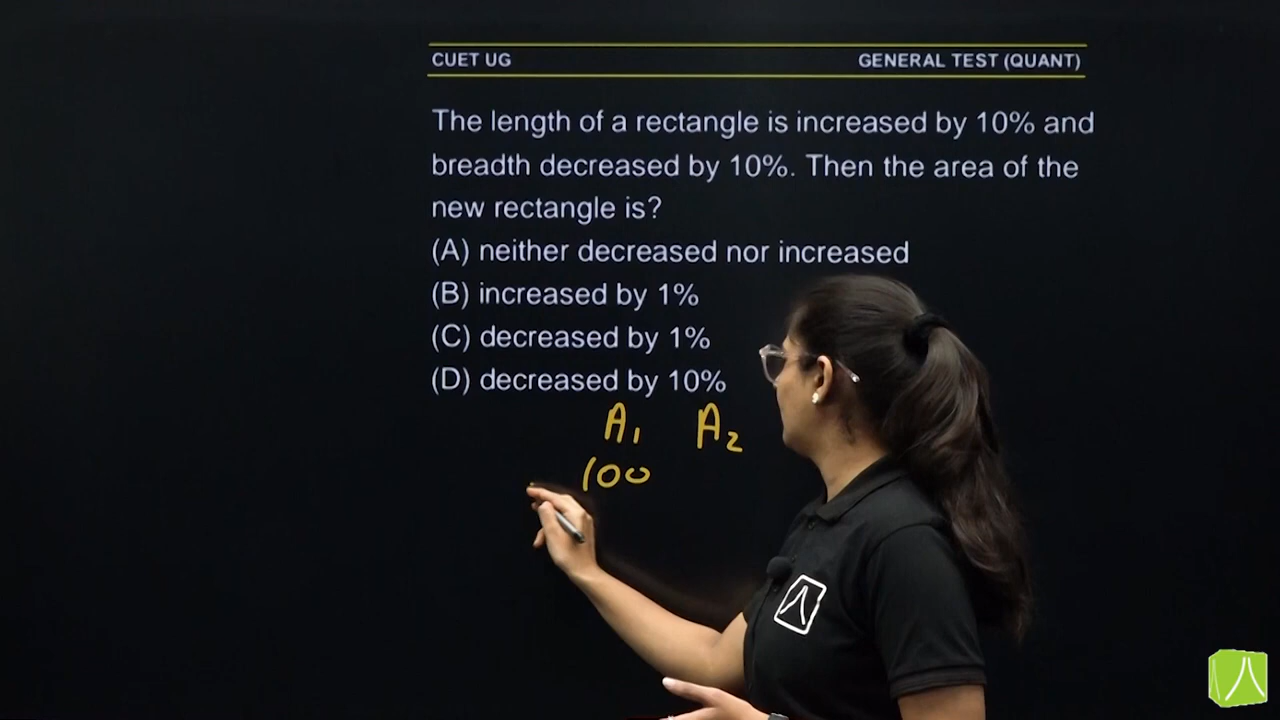 CUET UG GENERAL TEST (QUANT)
The length of a rectangle is increased by 10% and
breadth decreased by 10%. Then the area of the
new rectangle is?
(A) neither decreased nor increased
(B) increased by 1%
(C) decreased by 1%
(D) decreased by 10%
A₁ A₂
100